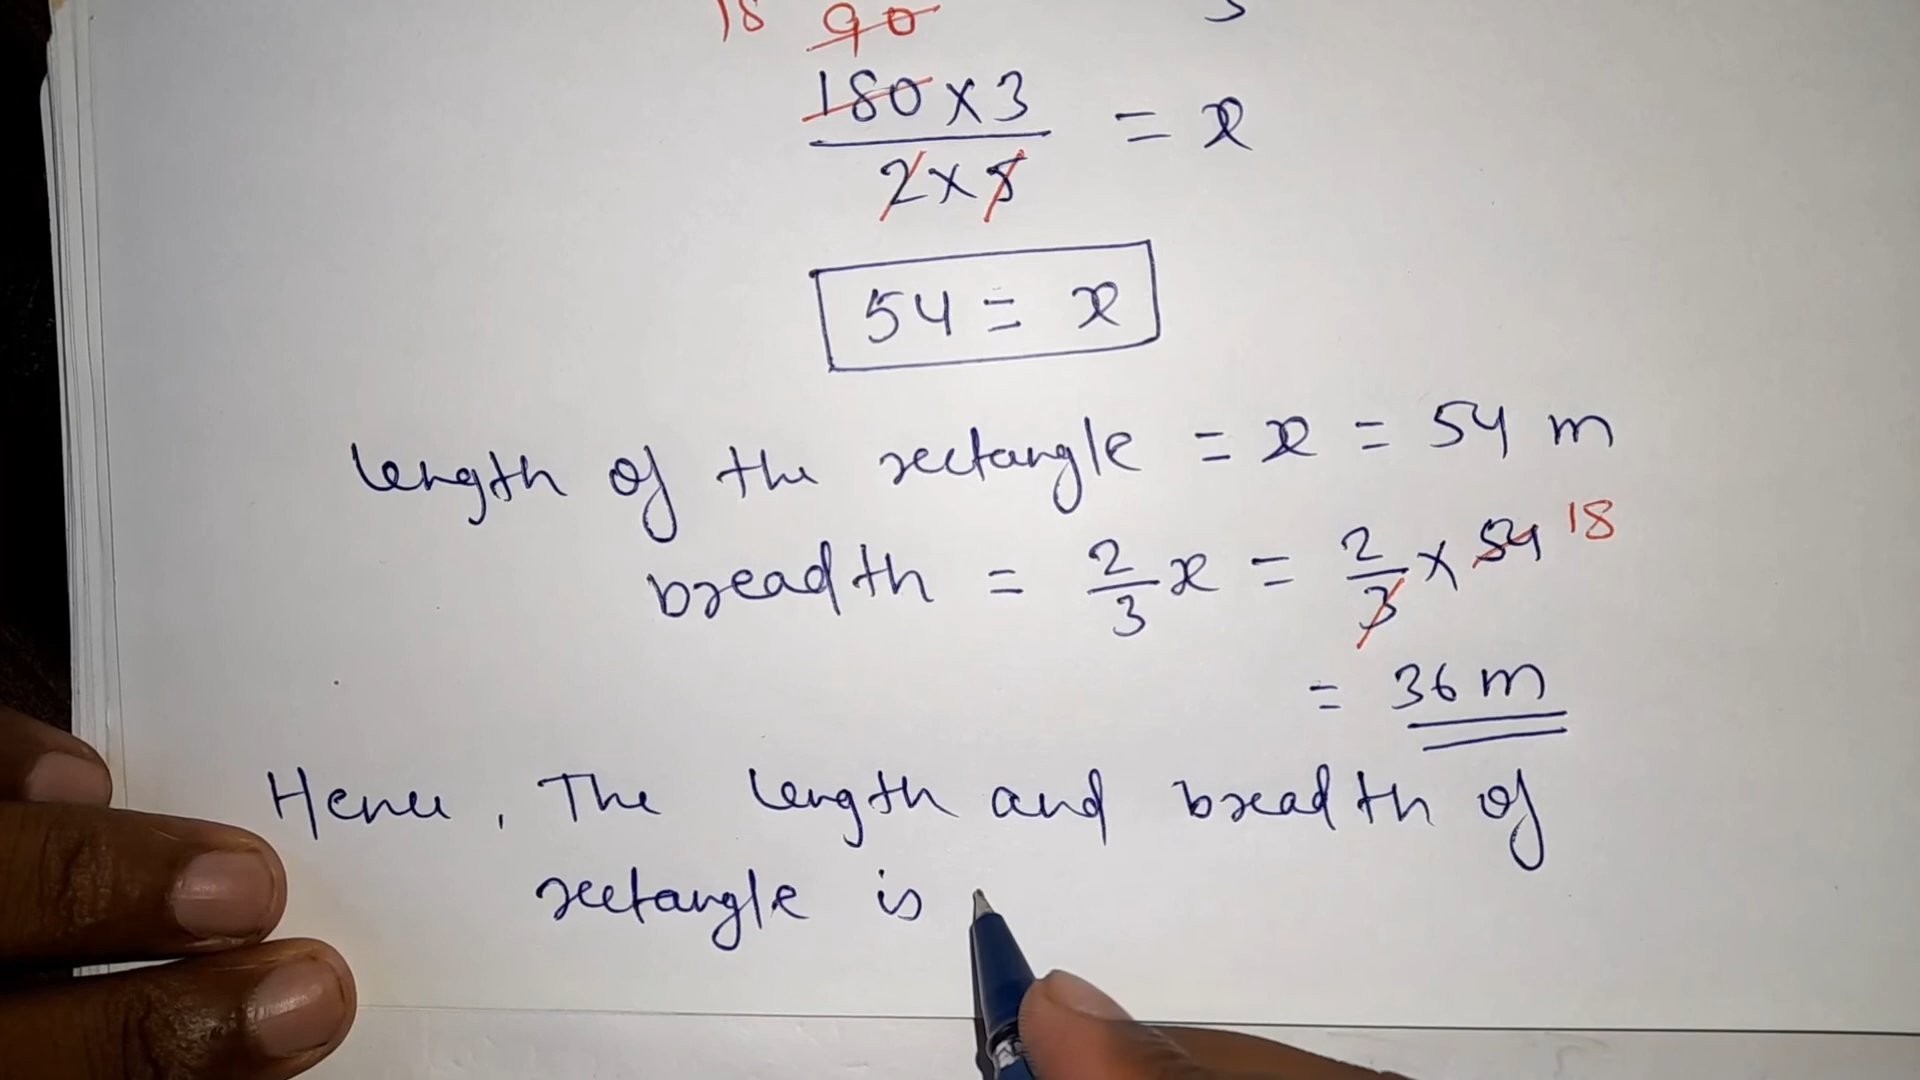 18 90
180 × 3 / 2 × 5 = x
54 = x
length of the rectangle = x = 54 m
breadth = 2/3 x = 2/3 × 54 18
= 36 m
Hence, The length and breadth of
rectangle is